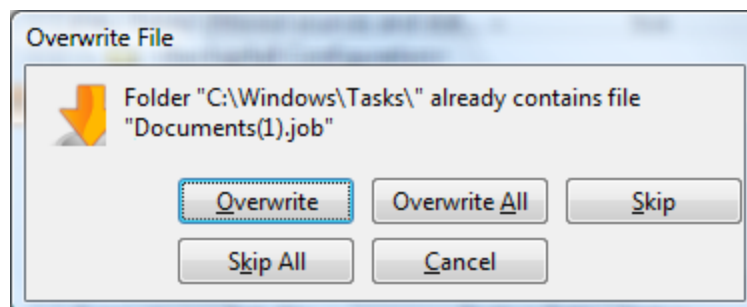 Overwrite File
Folder "C:\Windows\Tasks\" already contains file
"Documents(1).job"
Overwrite
Overwrite All
Skip
Skip All
Cancel